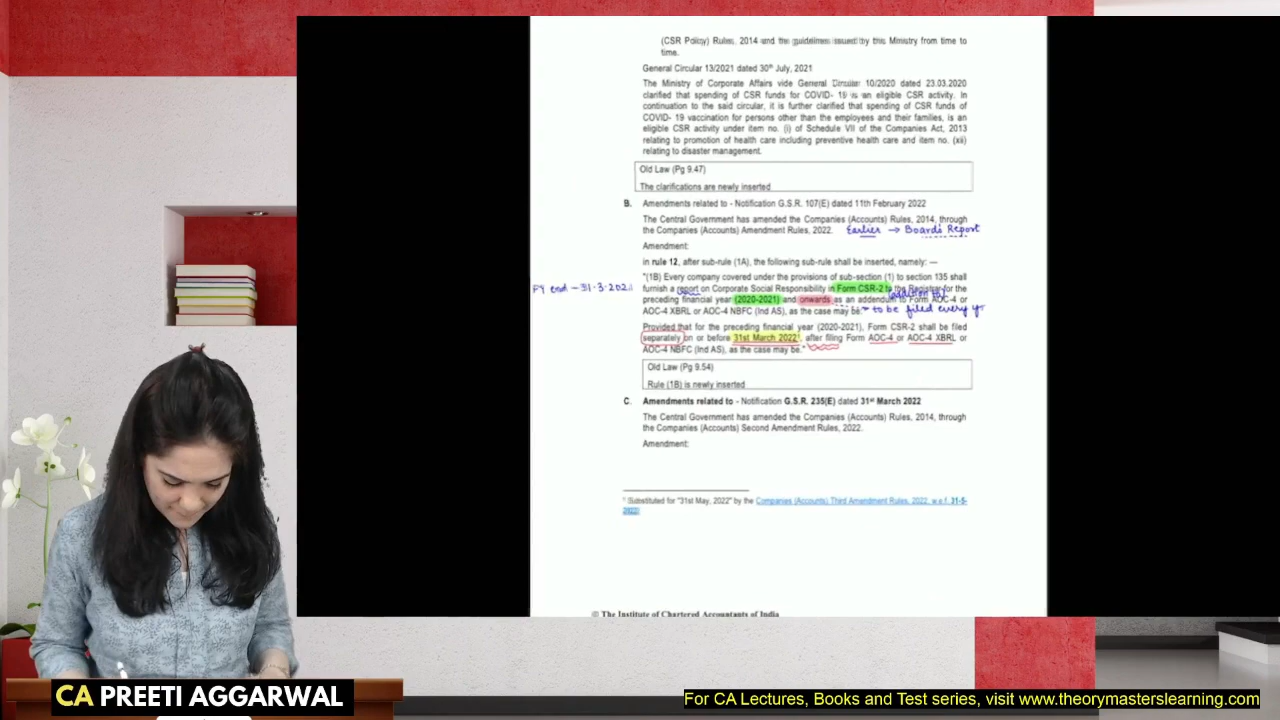 (CSR Policy) Rules, 2014 and the guidelines issued by this Ministry from time to
time.
General Circular 13/2021 dated 30th July, 2021
The Ministry of Corporate Affairs vide General Circular 10/2020 dated 23.03.2020
clarified that spending of CSR funds for COVID- 19 is an eligible CSR activity. In
continuation to the said circular, it is further clarified that spending of CSR funds of
COVID- 19 vaccination for persons other than the employees and their families, is an
eligible CSR activity under item no. (i) of Schedule VII of the Companies Act, 2013
relating to promotion of health care including preventive health care and item no. (xii)
relating to disaster management.
Old Law (Pg 9.47)
The clarifications are newly inserted
B. Amendments related to - Notification G.S.R. 107(E) dated 11th February 2022
The Central Government has amended the Companies (Accounts) Rules, 2014, through
the Companies (Accounts) Amendment Rules, 2022. Earlier → Board's Report
Amendment:
in rule 12, after sub-rule (1A), the following sub-rule shall be inserted, namely: —
"(1B) Every company covered under the provisions of sub-section (1) to section 135 shall
FY end - 31·3·2021 furnish a report on Corporate Social Responsibility in Form CSR-2 to the Registrar for the
addition to
preceding financial year (2020-2021) and onwards as an addendum to Form AOC-4 or
AOC-4 XBRL or AOC-4 NBFC (Ind AS), as the case may be: to be filed every y
Provided that for the preceding financial year (2020-2021), Form CSR-2 shall be filed
separately on or before 31st March 2022¹, after filing Form AOC-4 or AOC-4 XBRL or
AOC-4 NBFC (Ind AS), as the case may be."
Old Law (Pg 9.54)
Rule (1B) is newly inserted
C. Amendments related to - Notification G.S.R. 235(E) dated 31st March 2022
The Central Government has amended the Companies (Accounts) Rules, 2014, through
the Companies (Accounts) Second Amendment Rules, 2022.
Amendment:
¹ Substituted for "31st May, 2022" by the Companies (Accounts) Third Amendment Rules, 2022, w.e.f. 31-5-
2022
© The Institute of Chartered Accountants of India
CA PREETI AGGARWAL
For CA Lectures, Books and Test series, visit www.theorymasterslearning.com